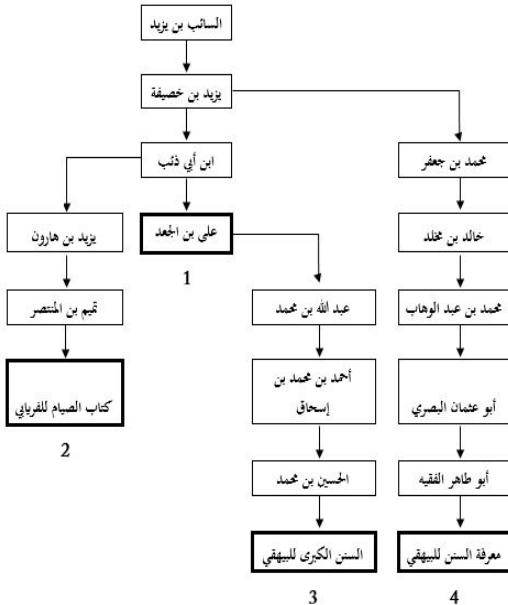 السائب بن يزيد
يزيد بن خصيفة
ابن أبي ذئب
محمد بن جعفر
يزيد بن هارون
على بن الجعد
خالد بن مخلد
1
تميم بن المنتصر
عبد الله بن محمد
محمد بن عبد الوهاب
كتاب الصيام للفريابي
أحمد بن محمد بن
إسحاق
أبو عثمان البصري
2
الحسين بن محمد
أبو طاهر الفقيه
السنن الكبرى للبيهقي
معرفة السنن للبيهقي
3
4